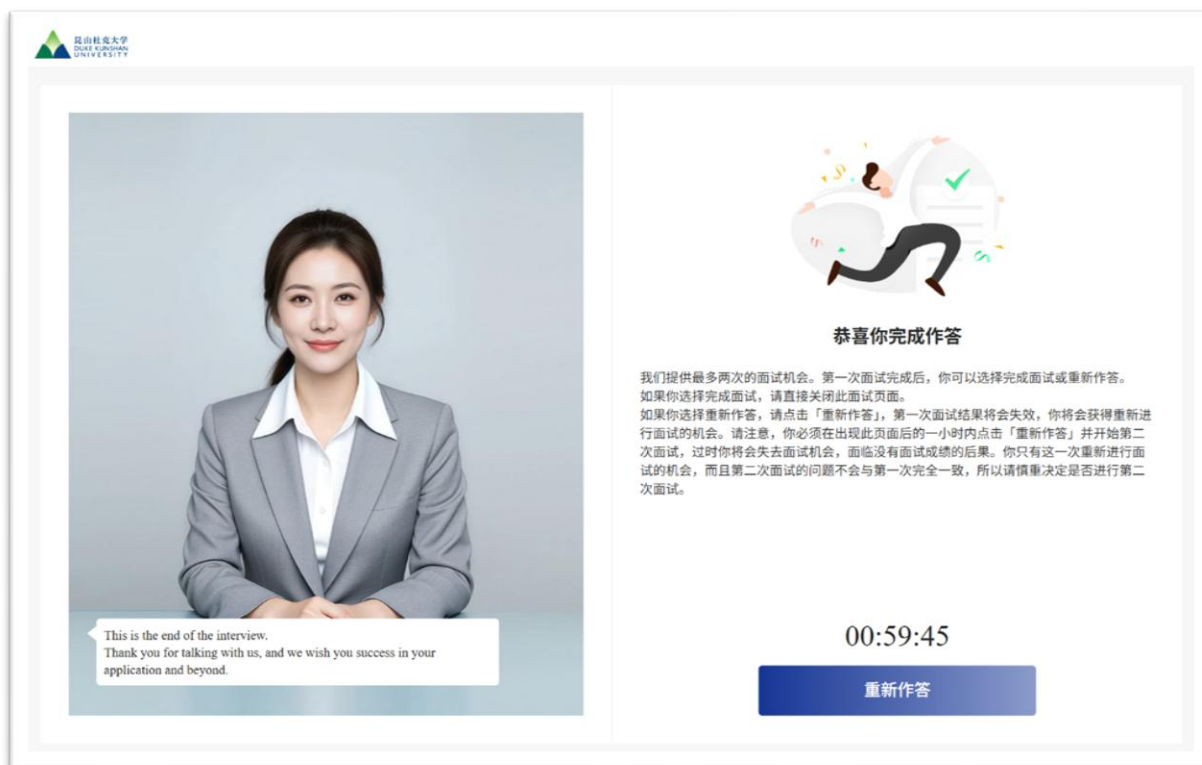 昆山杜克大学
DUKE KUNSHAN
UNIVERSITY
This is the end of the interview.
Thank you for talking with us, and we wish you success in your
application and beyond.
恭喜你完成作答
我们提供最多两次的面试机会。第一次面试完成后，你可以选择完成面试或重新作答。
如果你选择完成面试，请直接关闭此面试页面。
如果你选择重新作答，请点击「重新作答」，第一次面试结果将会失效，你将会获得重新进
行面试的机会。请注意，你必须在出现此页面后的一小时内点击「重新作答」并开始第二
次面试，过时你将会失去面试机会，面临没有面试成绩的后果。你只有这一次重新进行面
试的机会，而且第二次面试的问题不会与第一次完全一致，所以请慎重决定是否进行第二
次面试。
00:59:45
重新作答